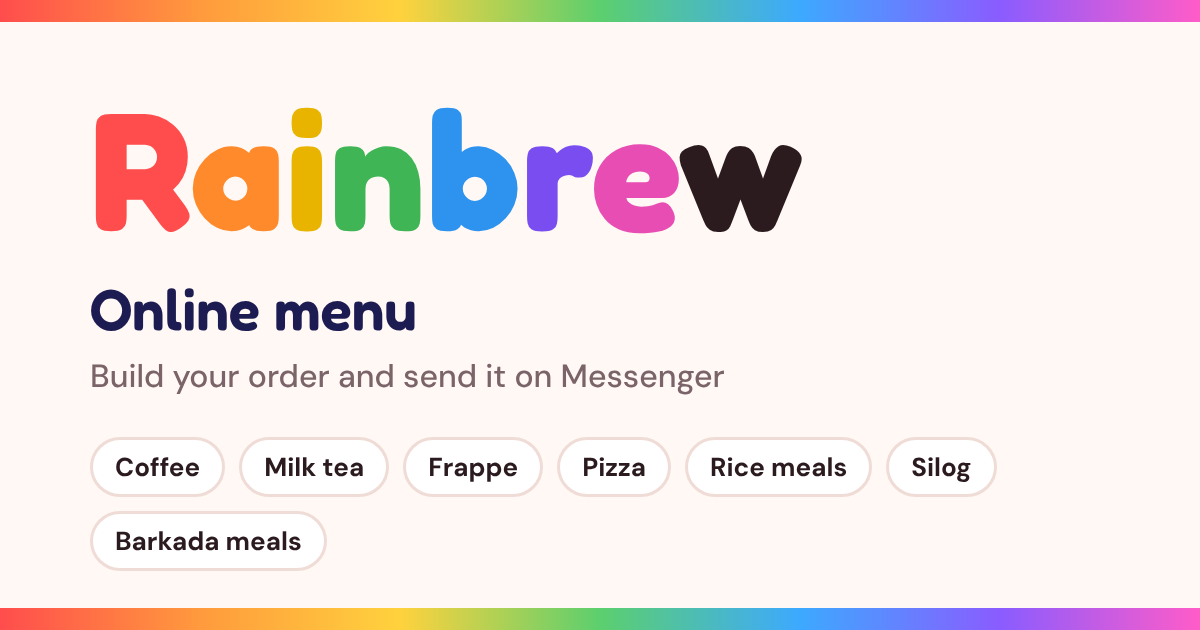 Rainbrew
Online menu
Build your order and send it on Messenger
Coffee Milk tea Frappe Pizza Rice meals Silog
Barkada meals